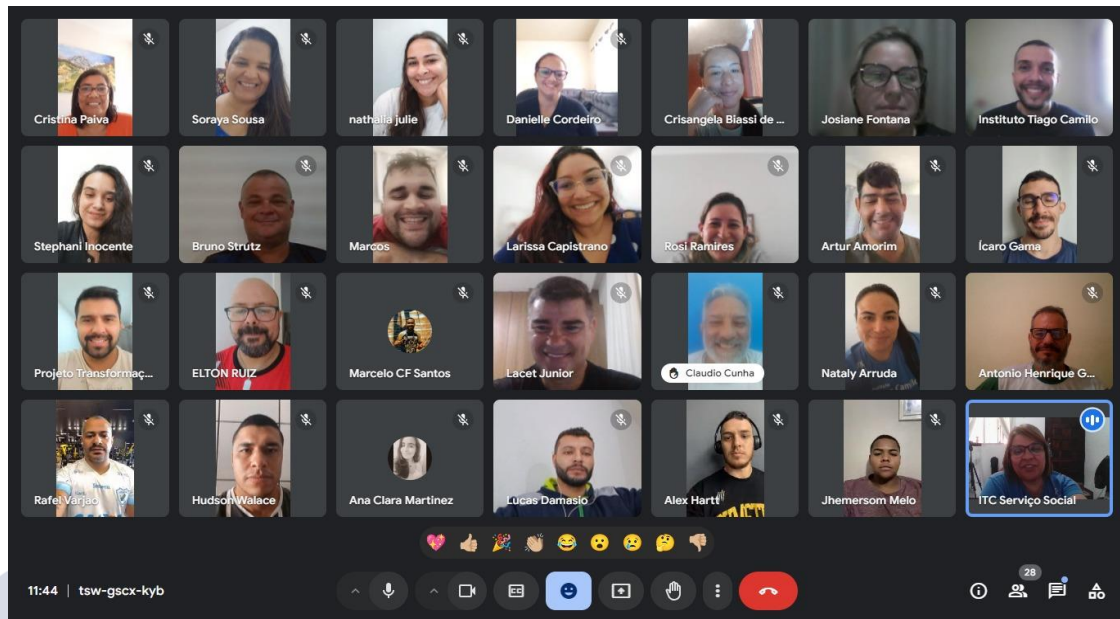 Cristina Paiva
Soraya Sousa
nathalia julie
Danielle Cordeiro
Crisangela Biassi de ...
Josiane Fontana
Instituto Tiago Camilo
Stephani Inocente
Bruno Strutz
Marcos
Larissa Capistrano
Rosi Ramires
Artur Amorim
Ícaro Gama
Projeto Transformaç...
ELTON RUIZ
Marcelo CF Santos
Lacet Junior
Claudio Cunha
Nataly Arruda
Antonio Henrique G...
Rafel Varjao
Hudson Walace
Ana Clara Martinez
Lucas Damasio
Alex Hartt
Jhemersom Melo
ITC Serviço Social
28
11:44 | tsw-gscx-kyb
CC